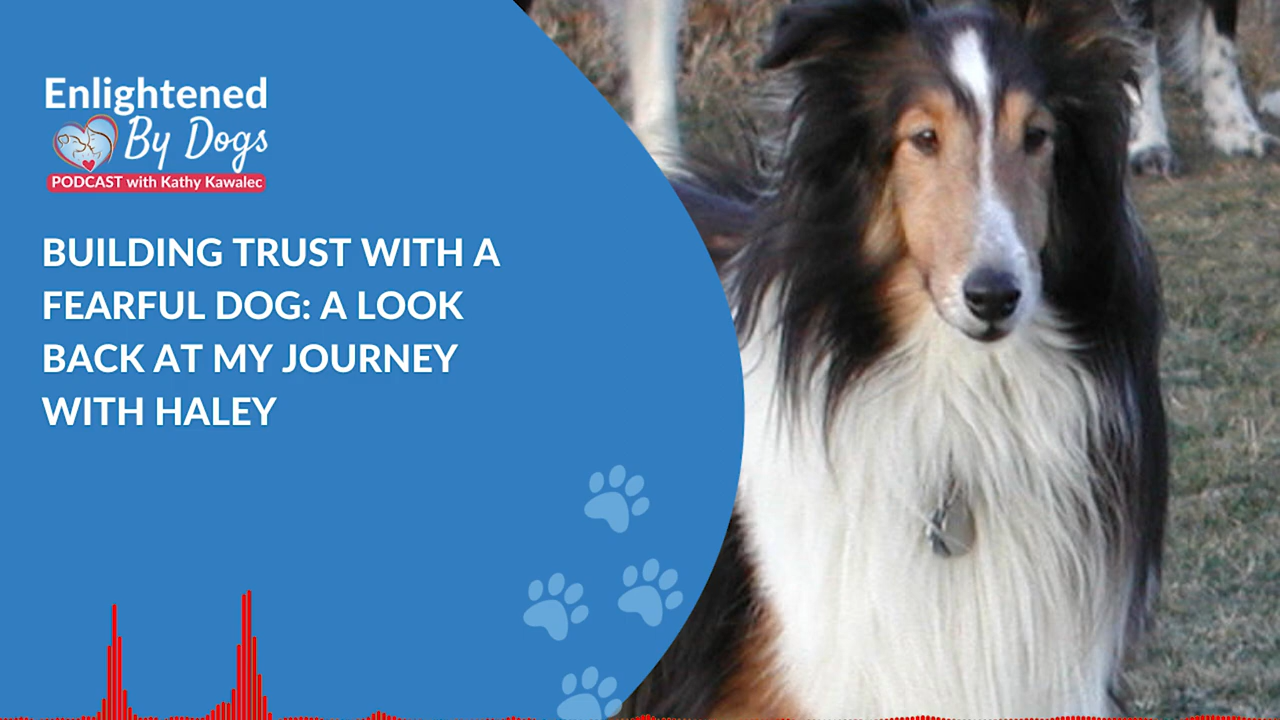 Enlightened
By Dogs
PODCAST with Kathy Kawalec
BUILDING TRUST WITH A
FEARFUL DOG: A LOOK
BACK AT MY JOURNEY
WITH HALEY